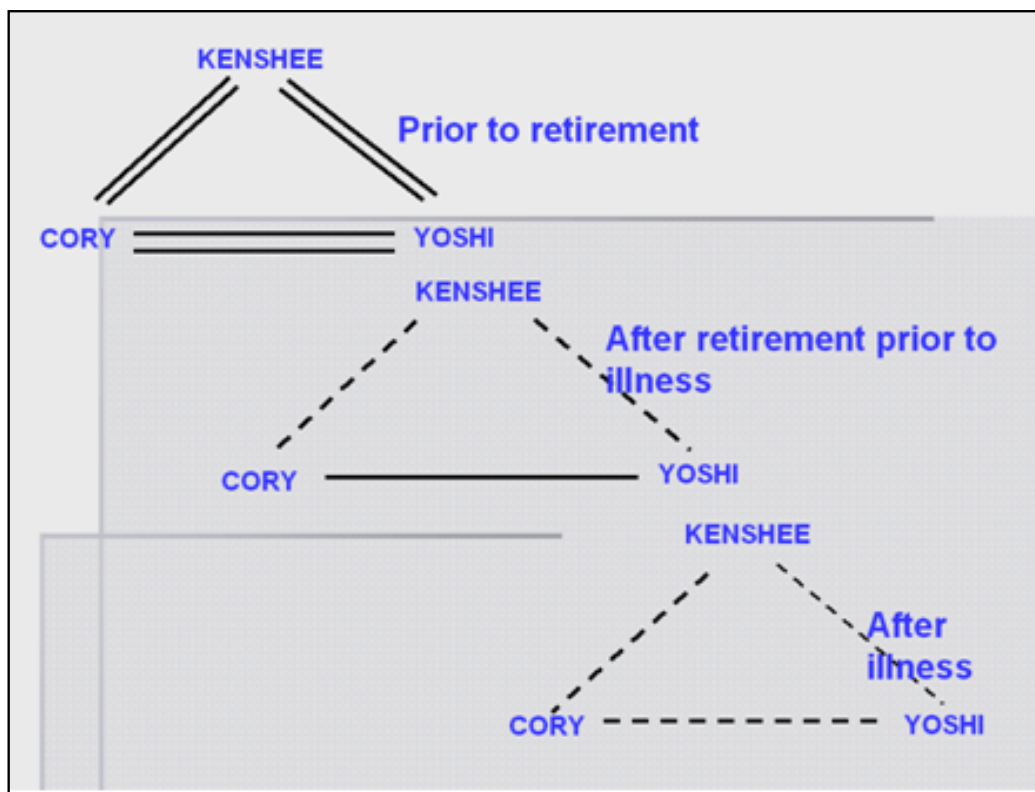 KENSHEE
Prior to retirement
CORY
YOSHI
KENSHEE
After retirement prior to
illness
CORY
YOSHI
KENSHEE
After
illness
CORY
YOSHI